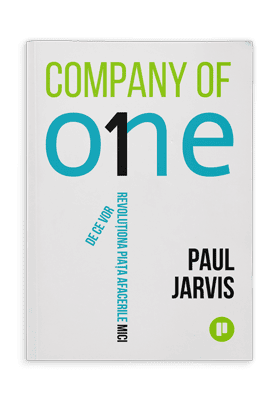 COMPANY OF
o1ne
DE CE VOR
REVOLUȚIONA PIAȚA AFACERILE MICI
PAUL
JARVIS